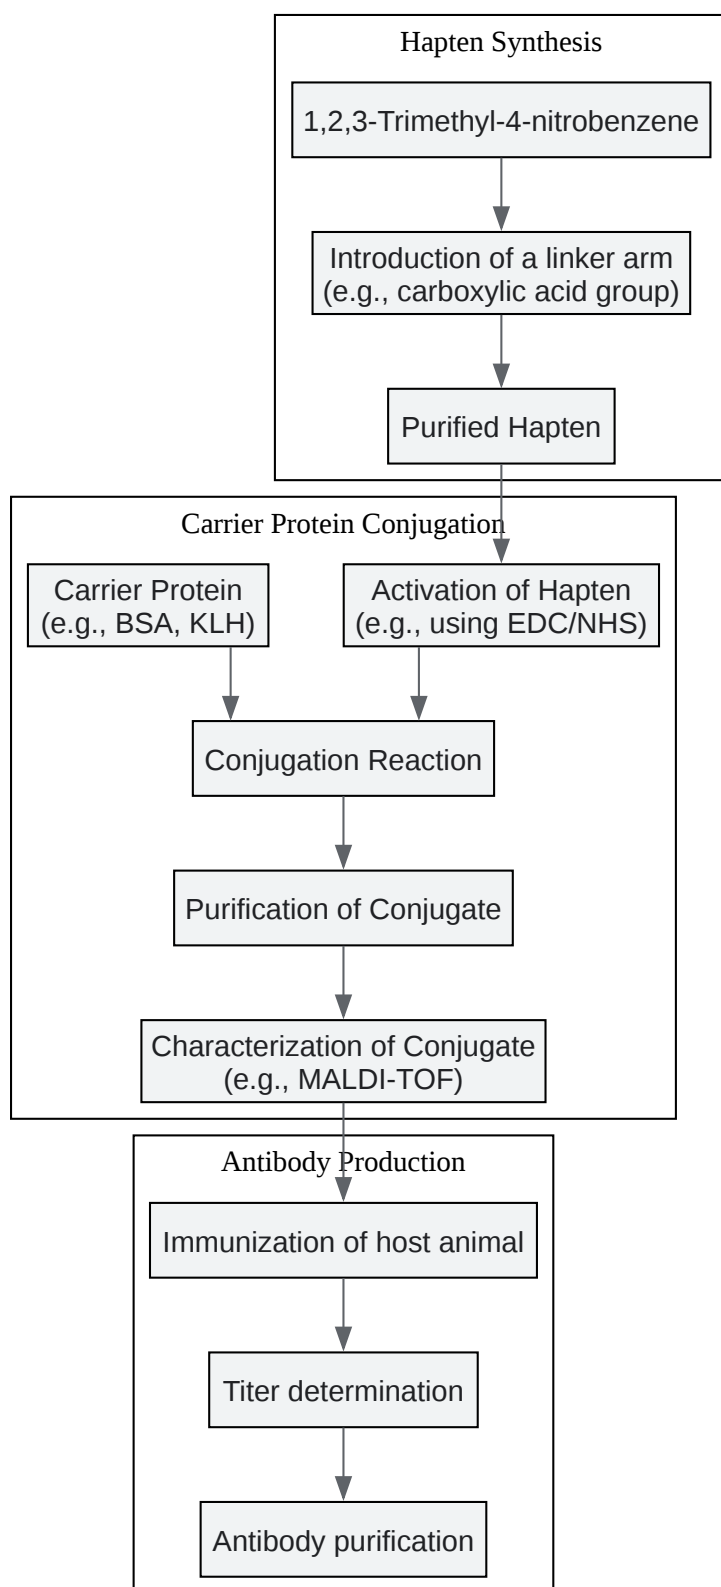 Hapten Synthesis
1,2,3-Trimethyl-4-nitrobenzene
Introduction of a linker arm
(e.g., carboxylic acid group)
Purified Hapten
Carrier Protein Conjugation
Carrier Protein
(e.g., BSA, KLH)
Activation of Hapten
(e.g., using EDC/NHS)
Conjugation Reaction
Purification of Conjugate
Characterization of Conjugate
(e.g., MALDI-TOF)
Antibody Production
Immunization of host animal
Titer determination
Antibody purification